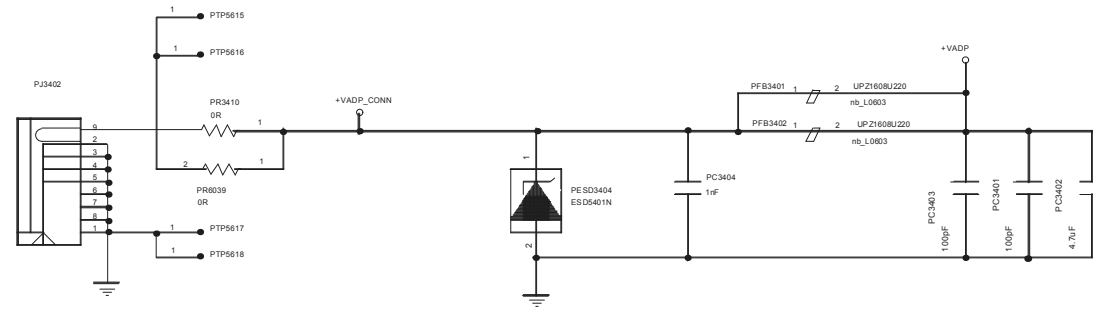 1 PTP5615
1 PTP5616
PJ3402
+VADP
+VADP_CONN
PFB3401 1 2 UPZ1608U220
nb_L0603
PR3410
0R
9 1
PFB3402 1 2 UPZ1608U220
nb_L0603
2
3
4
5
6
7
8
1
2 1
PR6039
0R
1
PESD3404
ESD5401N
2
PC3404
1nF
PC3403
100pF
PC3401
100pF
PC3402
4.7uF
1 PTP5617
1 PTP5618